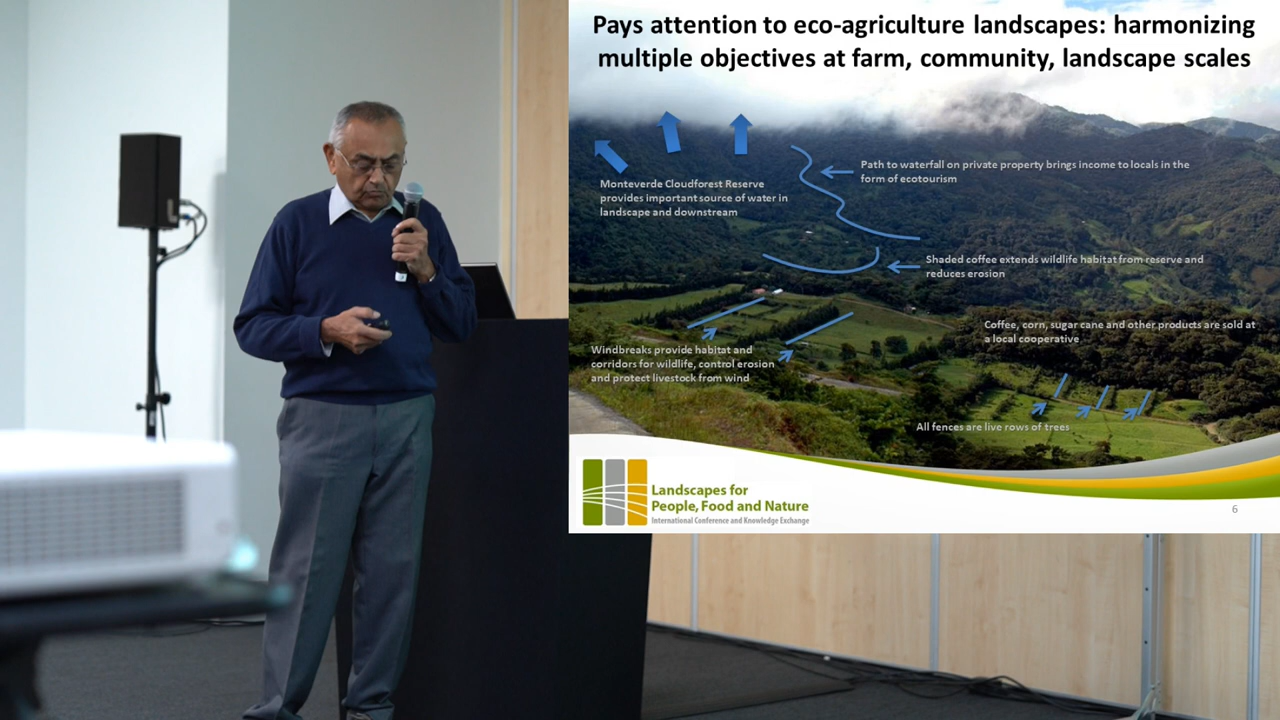 Pays attention to eco-agriculture landscapes: harmonizing
multiple objectives at farm, community, landscape scales
Path to waterfall on private property brings income to locals in the
form of ecotourism
Monteverde Cloudforest Reserve
provides important source of water in
landscape and downstream
Shaded coffee extends wildlife habitat from reserve and
reduces erosion
Coffee, corn, sugar cane and other products are sold at
a local cooperative
Windbreaks provide habitat and
corridors for wildlife, control erosion
and protect livestock from wind
All fences are live rows of trees
Landscapes for
People, Food and Nature
International Conference and Knowledge Exchange
6